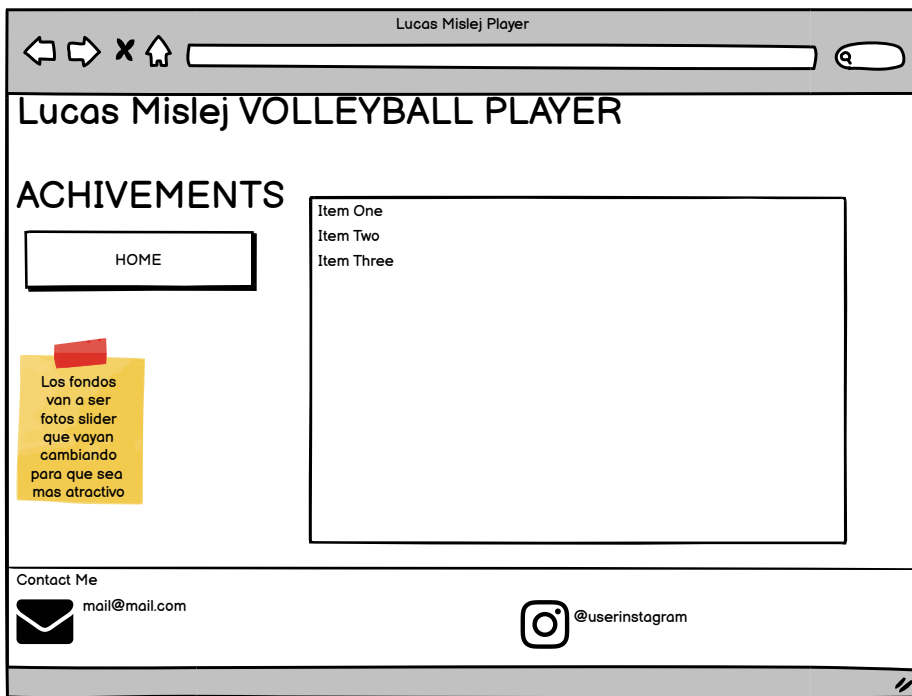 Lucas Mislej Player
Lucas Mislej VOLLEYBALL PLAYER
ACHIVEMENTS
HOME
Item One
Item Two
Item Three
Los fondos
van a ser
fotos slider
que vayan
cambiando
para que sea
mas atractivo
Contact Me
mail@mail.com
@userinstagram